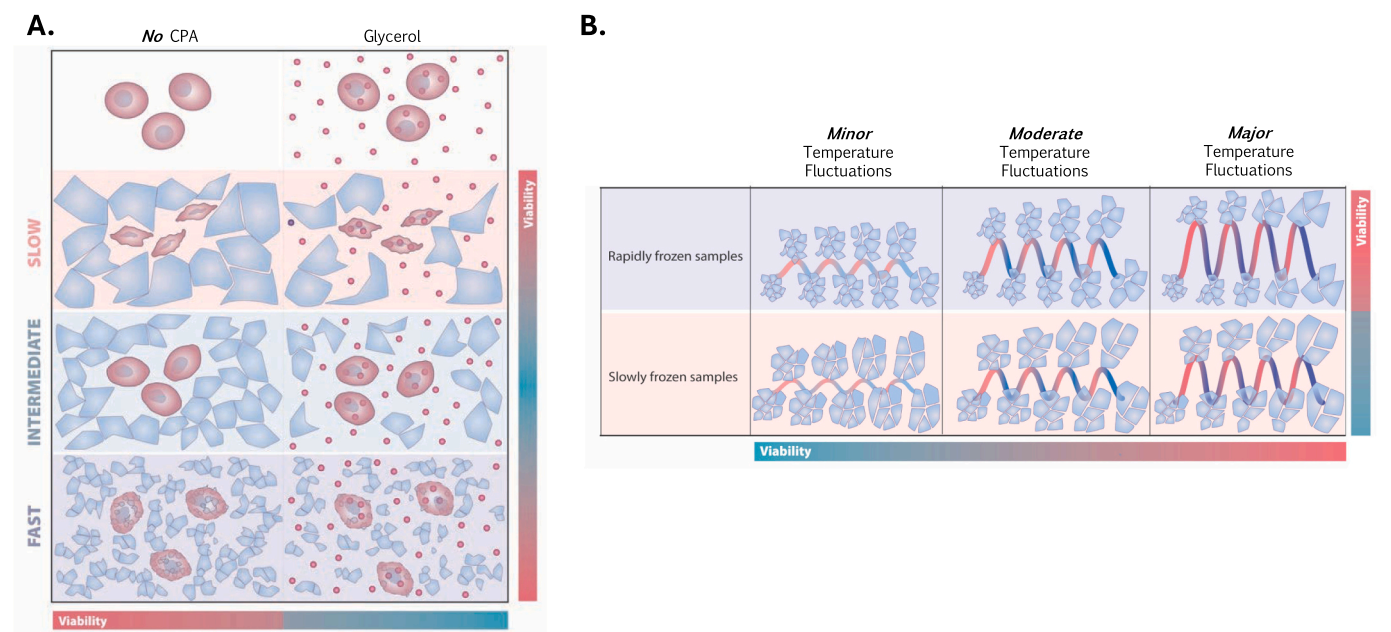 A.
No CPA
Glycerol
SLOW
INTERMEDIATE
FAST
Viability
Viability
B.
Minor
Temperature
Fluctuations
Moderate
Temperature
Fluctuations
Major
Temperature
Fluctuations
Rapidly frozen samples
Slowly frozen samples
Viability
Viability